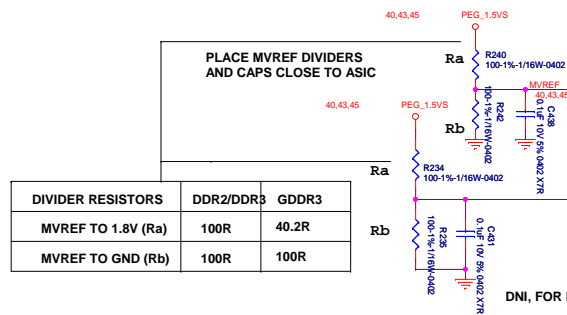 40,43,45
PEG_1.5VS
PLACE MVREF DIVIDERS
AND CAPS CLOSE TO ASIC
Ra
R240
100-1%-1/16W-0402
MVREF
40,43,45
100-1%-1/16W-0402
R242
C438
0.1uF 10V 5% 0402 X7R
Rb
40,43,45
PEG_1.5VS
Ra
R234
100-1%-1/16W-0402
DIVIDER RESISTORS DDR2/DDR3 GDDR3
MVREF TO 1.8V (Ra) 100R 40.2R
MVREF TO GND (Rb) 100R 100R
Rb
100-1%-1/16W-0402
R235
C431
0.1uF 10V 5% 0402 X7R
DNI, FOR